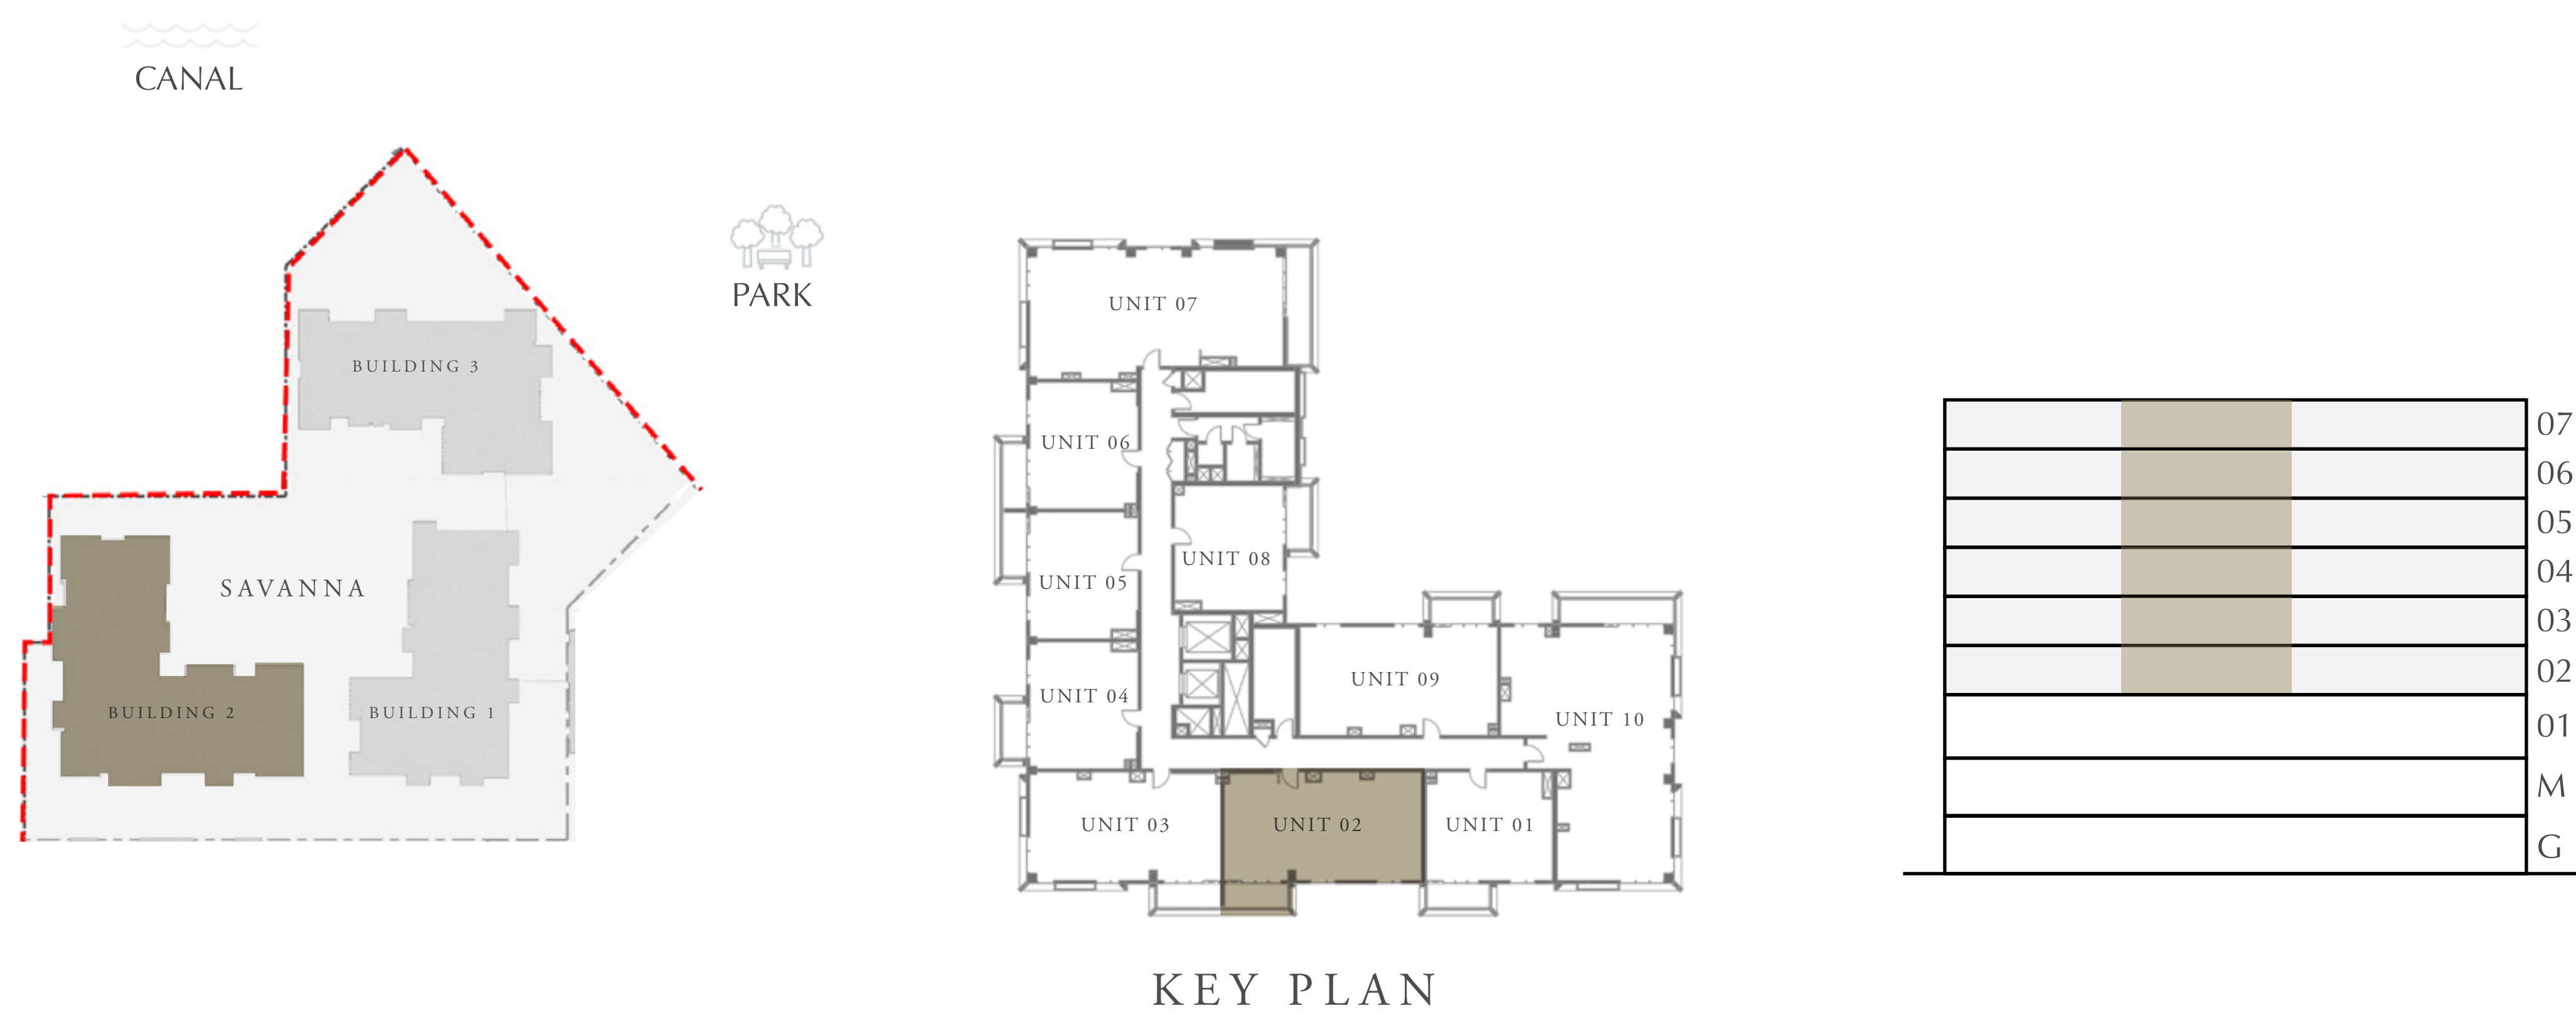 CANAL
PARK
BUILDING 3
SAVANNA
BUILDING 2
BUILDING 1
UNIT 07
UNIT 06
UNIT 05
UNIT 08
UNIT 04
UNIT 09
UNIT 10
UNIT 03
UNIT 02
UNIT 01
KEY PLAN
07
06
05
04
03
02
01
M
G